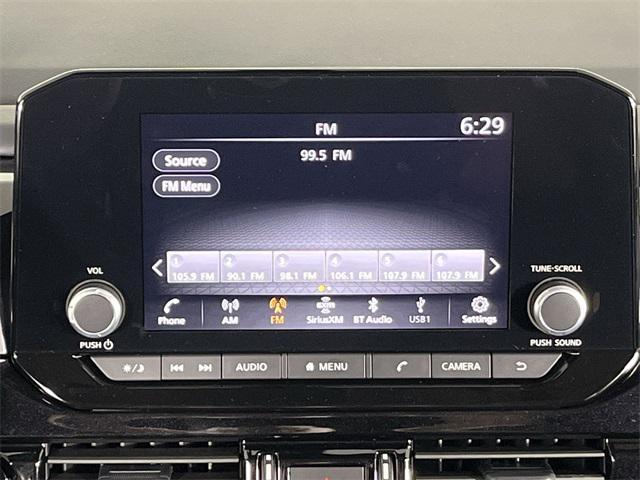 FM 6:29
99.5 FM
Source
FM Menu
1 2 3 4 5 6
105.9 FM 90.1 FM 98.1 FM 106.1 FM 107.9 FM 107.9 FM
Phone AM FM SiriusXM BT Audio USB1 Settings
VOL
PUSH
TUNE-SCROLL
PUSH SOUND
AUDIO MENU CAMERA